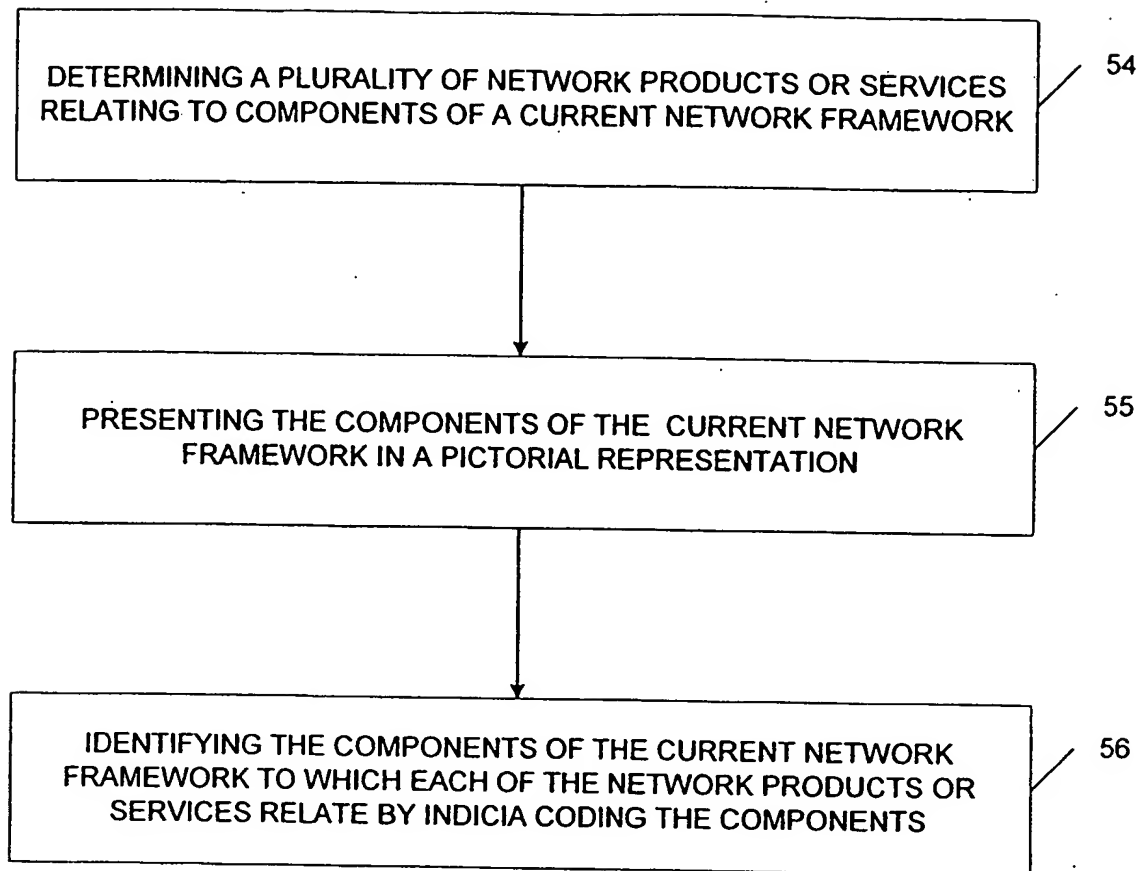 DETERMINING A PLURALITY OF NETWORK PRODUCTS OR SERVICES
RELATING TO COMPONENTS OF A CURRENT NETWORK FRAMEWORK
54
PRESENTING THE COMPONENTS OF THE CURRENT NETWORK
FRAMEWORK IN A PICTORIAL REPRESENTATION
55
IDENTIFYING THE COMPONENTS OF THE CURRENT NETWORK
FRAMEWORK TO WHICH EACH OF THE NETWORK PRODUCTS OR
SERVICES RELATE BY INDICIA CODING THE COMPONENTS
56